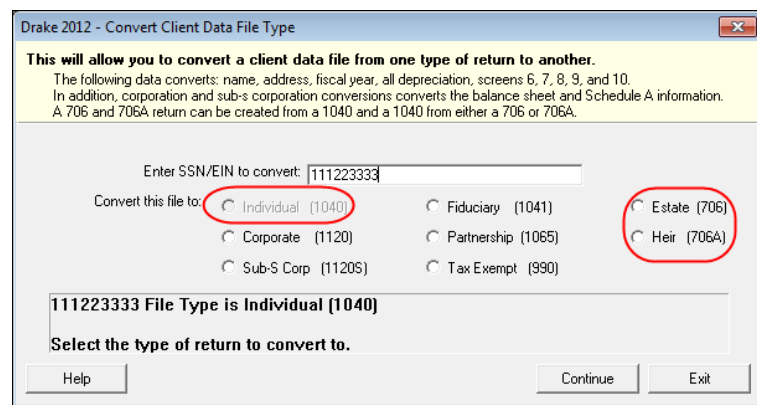 Drake 2012 - Convert Client Data File Type
This will allow you to convert a client data file from one type of return to another.
The following data converts: name, address, fiscal year, all depreciation, screens 6, 7, 8, 9, and 10.
In addition, corporation and sub-s corporation conversions converts the balance sheet and Schedule A information.
A 706 and 706A return can be created from a 1040 and a 1040 from either a 706 or 706A.
Enter SSN/EIN to convert: 111223333
Convert this file to: Individual (1040) Fiduciary (1041) Estate (706)
Corporate (1120) Partnership (1065) Heir (706A)
Sub-S Corp (1120S) Tax Exempt (990)
111223333 File Type is Individual (1040)
Select the type of return to convert to.
Help Continue Exit